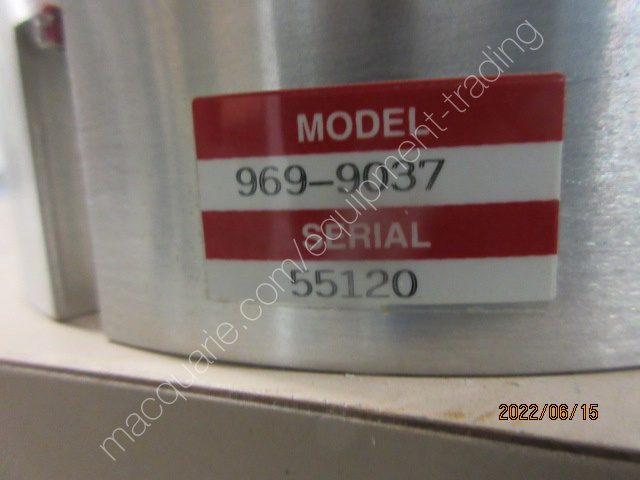 MODEL
969-9037
SERIAL
55120
macquarie.com/equipment-trading
2022/06/15